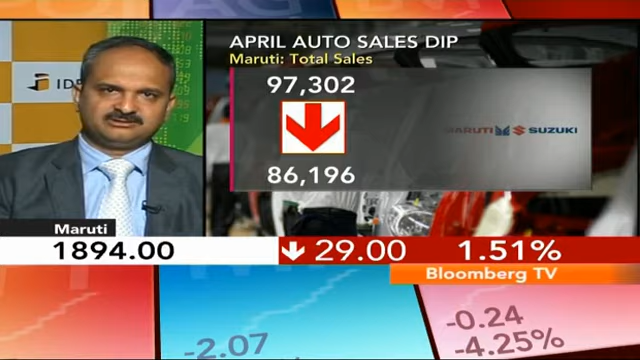 APRIL AUTO SALES DIP
Maruti: Total Sales
97,302
86,196
MARUTI SUZUKI
Maruti
1894.00 29.00 1.51%
Bloomberg TV
-2.07
-0.24
-4.25%